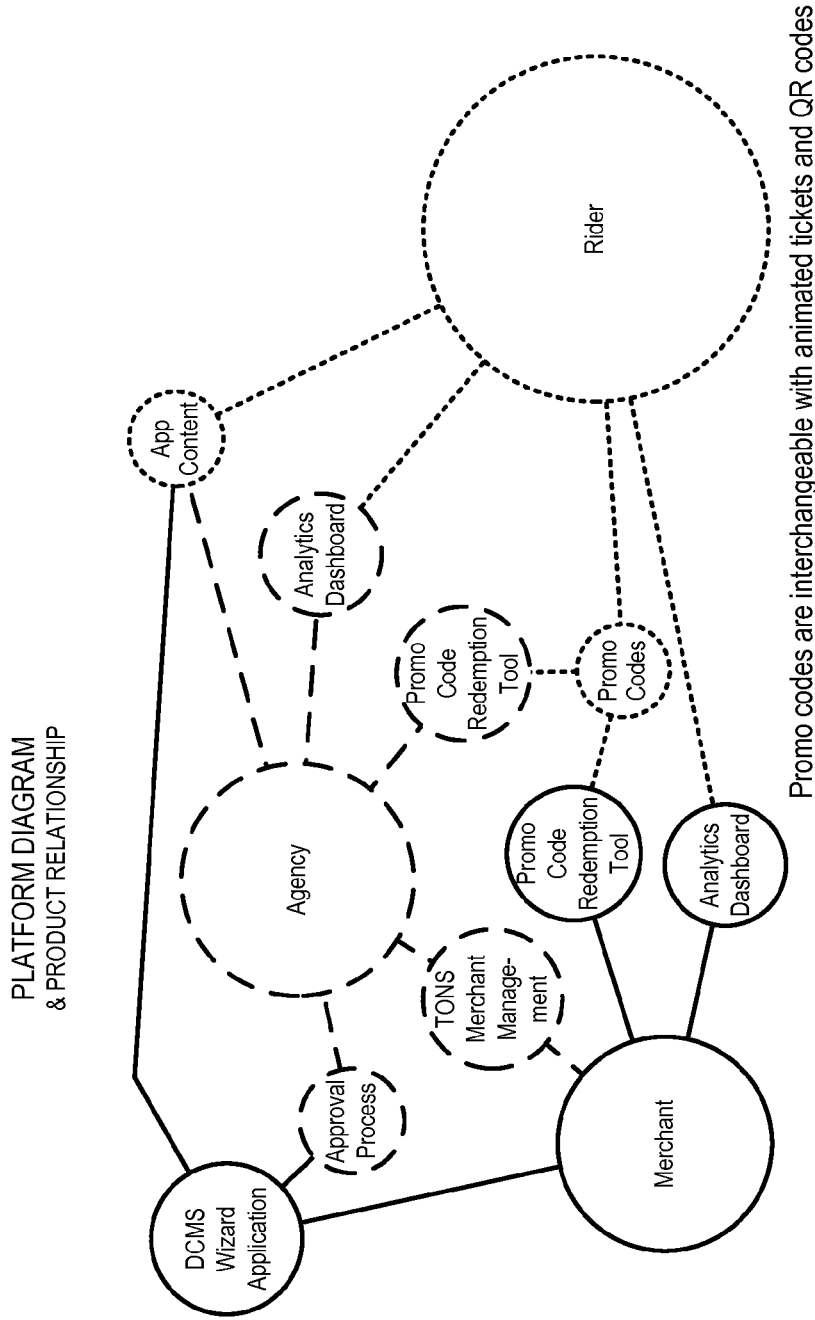 PLATFORM DIAGRAM
& PRODUCT RELATIONSHIP
DCMS
Wizard
Application
Approval
Process
Agency
App
Content
Analytics
Dashboard
Promo
Code
Redemption
Tool
TONS
Merchant
Manage-
ment
Merchant
Promo
Code
Redemption
Tool
Analytics
Dashboard
Promo
Codes
Rider
Promo codes are interchangeable with animated tickets and QR codes